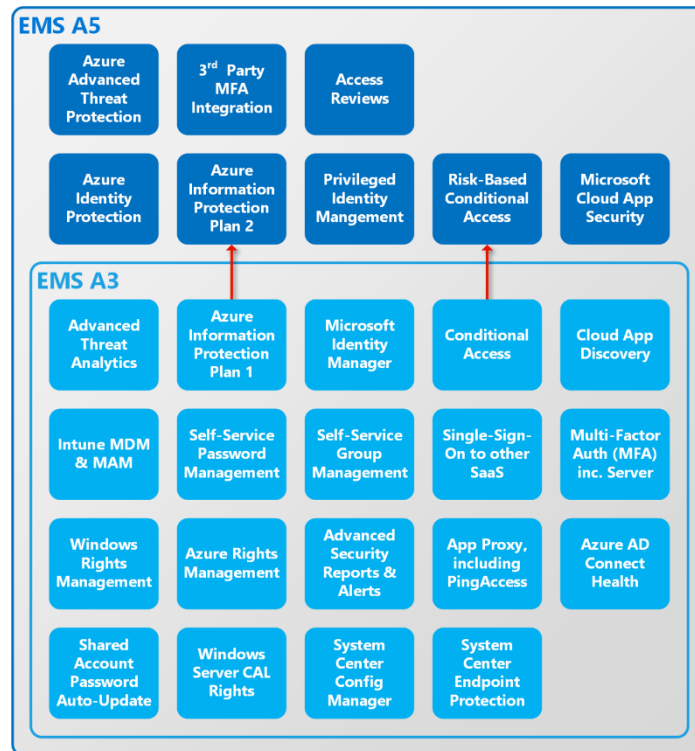 EMS A5
Azure
Advanced
Threat
Protection
3rd Party
MFA
Integration
Access
Reviews
Azure
Identity
Protection
Azure
Information
Protection
Plan 2
Privileged
Identity
Mangement
Risk-Based
Conditional
Access
Microsoft
Cloud App
Security
EMS A3
Advanced
Threat
Analytics
Azure
Information
Protection
Plan 1
Microsoft
Identity
Manager
Conditional
Access
Cloud App
Discovery
Intune MDM
& MAM
Self-Service
Password
Management
Self-Service
Group
Management
Single-Sign-
On to other
SaaS
Multi-Factor
Auth (MFA)
inc. Server
Windows
Rights
Management
Azure Rights
Management
Advanced
Security
Reports &
Alerts
App Proxy,
including
PingAccess
Azure AD
Connect
Health
Shared
Account
Password
Auto-Update
Windows
Server CAL
Rights
System
Center
Config
Manager
System
Center
Endpoint
Protection